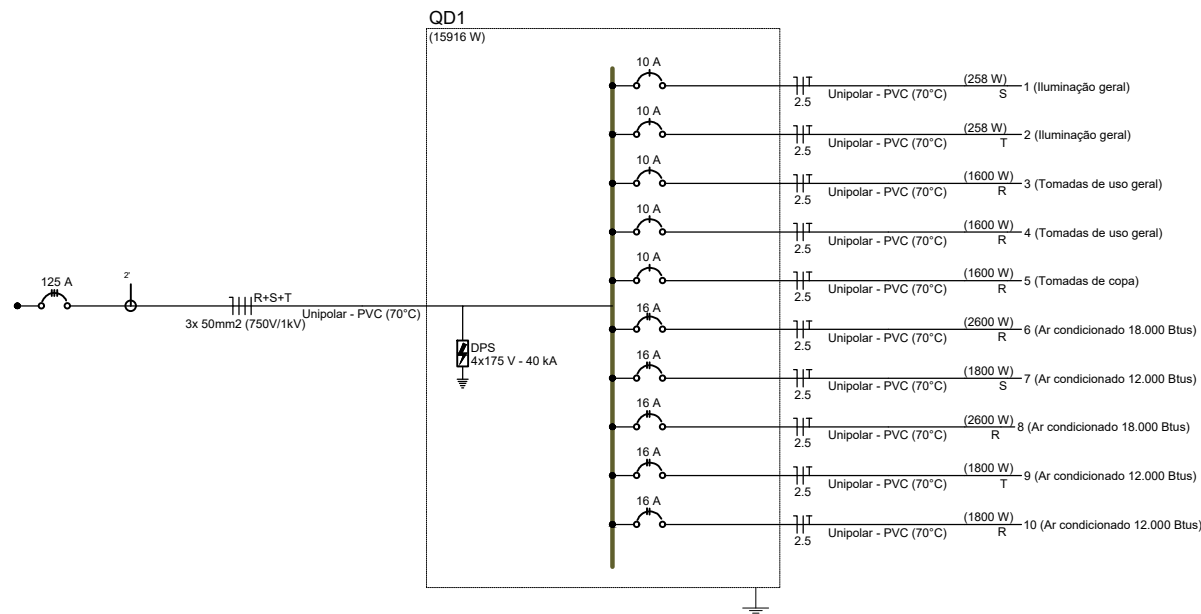 QD1
(15916 W)
10 A
T
2.5
Unipolar - PVC (70°C)
(258 W)
S
1 (Iluminação geral)
10 A
T
2.5
Unipolar - PVC (70°C)
(258 W)
T
2 (Iluminação geral)
10 A
T
2.5
Unipolar - PVC (70°C)
(1600 W)
R
3 (Tomadas de uso geral)
10 A
T
2.5
Unipolar - PVC (70°C)
(1600 W)
R
4 (Tomadas de uso geral)
10 A
T
2.5
Unipolar - PVC (70°C)
(1600 W)
R
5 (Tomadas de copa)
125 A
2'
R+S+T
3x 50mm2 (750V/1kV)
Unipolar - PVC (70°C)
DPS
4x175 V - 40 kA
16 A
T
2.5
Unipolar - PVC (70°C)
(2600 W)
R
6 (Ar condicionado 18.000 Btus)
16 A
T
2.5
Unipolar - PVC (70°C)
(1800 W)
S
7 (Ar condicionado 12.000 Btus)
16 A
T
2.5
Unipolar - PVC (70°C)
(2600 W)
R
8 (Ar condicionado 18.000 Btus)
16 A
T
2.5
Unipolar - PVC (70°C)
(1800 W)
T
9 (Ar condicionado 12.000 Btus)
16 A
T
2.5
Unipolar - PVC (70°C)
(1800 W)
R
10 (Ar condicionado 12.000 Btus)